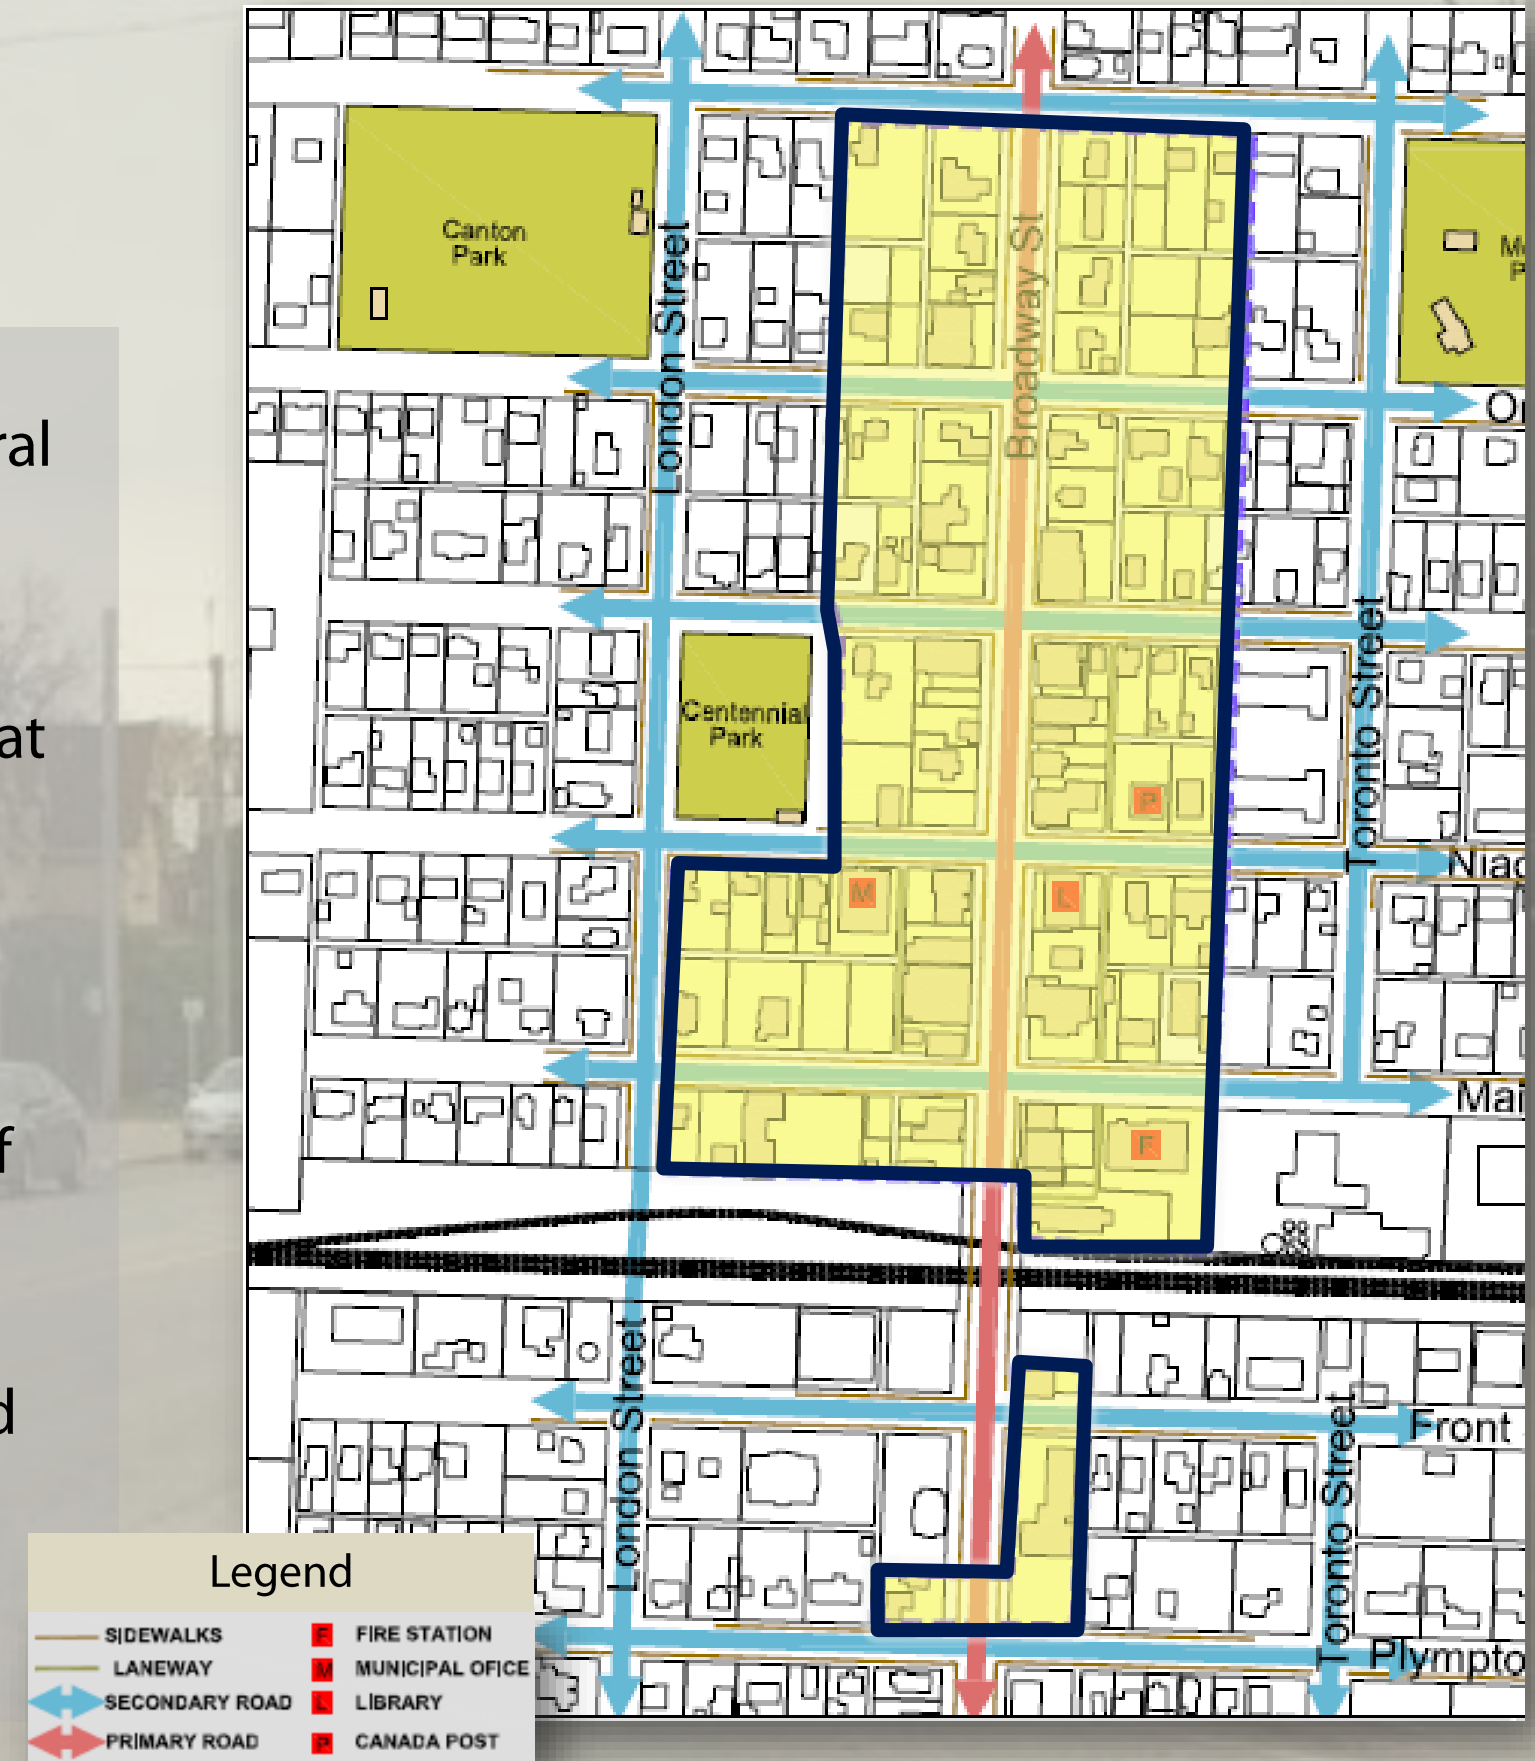 ral
at
f
d
Canton
Park
London Street
Broadway St
Centennial
Park
Toronto Street
P
M
L
F
London Street
Front
Toronto Street
Legend
SIDEWALKS
LANEWAY
SECONDARY ROAD
PRIMARY ROAD
F FIRE STATION
M MUNICIPAL OFICE
L LIBRARY
P CANADA POST
Mai
Niag
Plympto